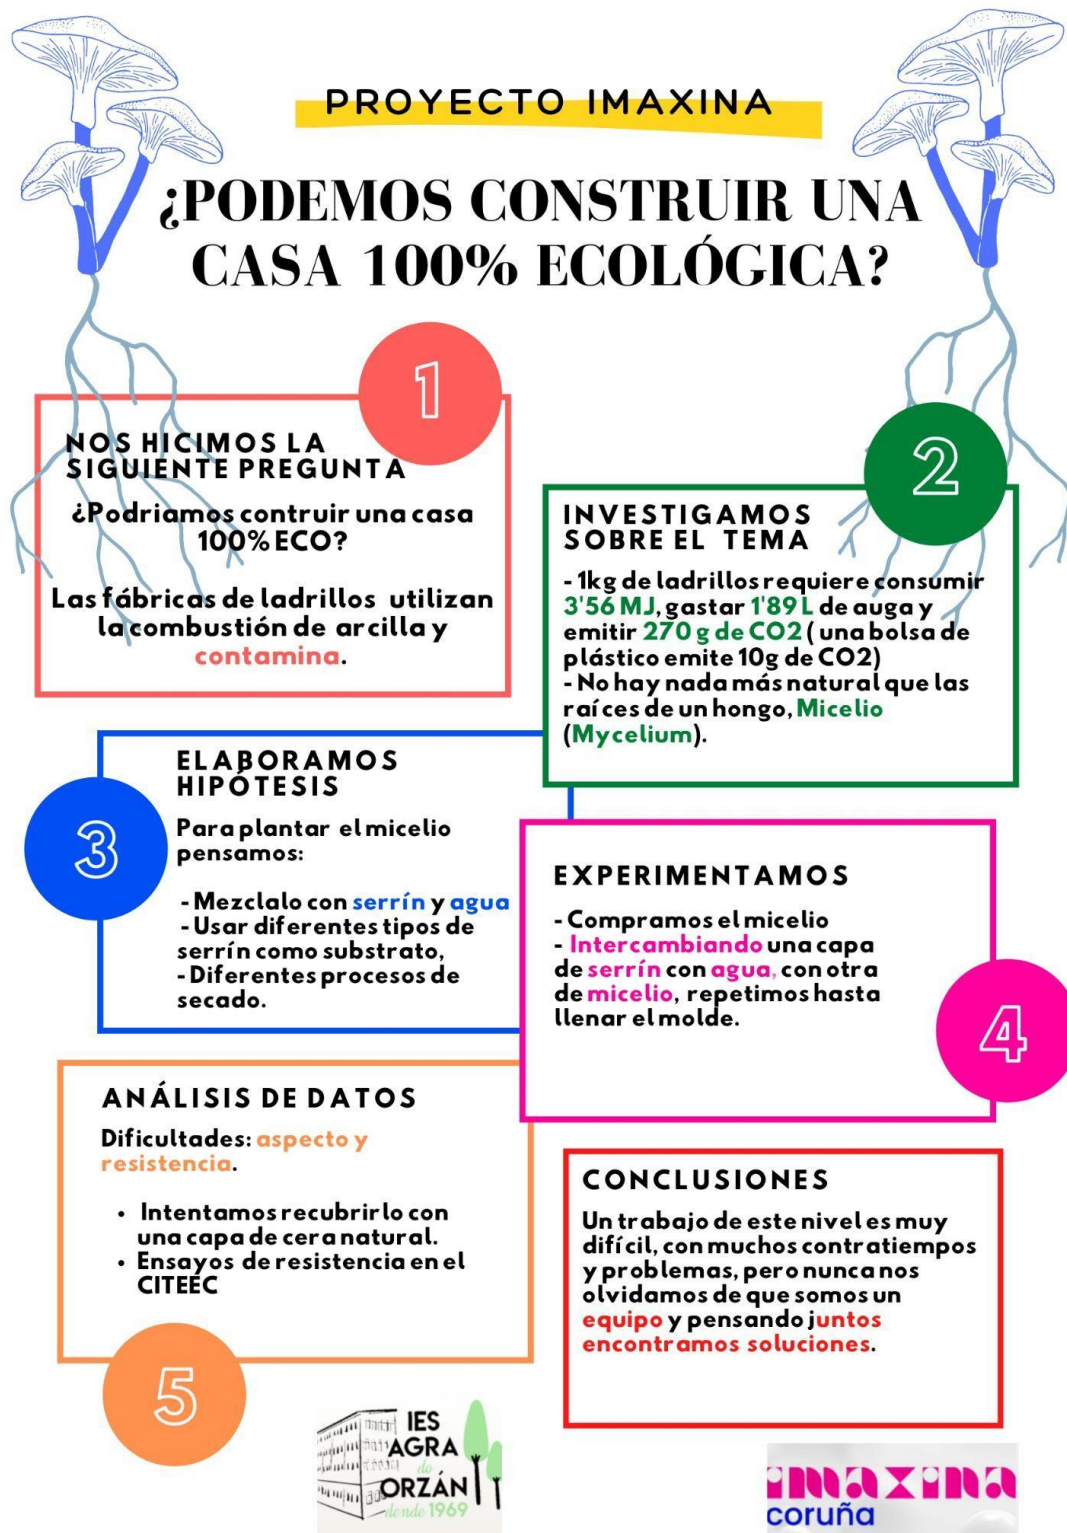 PROYECTO IMAXINA
¿PODEMOS CONSTRUIR UNA
CASA 100% ECOLÓGICA?
1
NOS HICIMOS LA
SIGUIENTE PREGUNTA
¿Podriamos contruir una casa
100% ECO?
Las fábricas de ladrillos utilizan
la combustión de arcilla y
contamina.
2
INVESTIGAMOS
SOBRE EL TEMA
- 1kg de ladrillos requiere consumir
3'56 MJ, gastar 1'89 L de auga y
emitir 270 g de CO2 ( una bolsa de
plástico emite 10g de CO2)
- No hay nada más natural que las
raíces de un hongo, Micelio
(Mycelium).
3
ELABORAMOS
HIPÓTESIS
Para plantar el micelio
pensamos:
- Mezclalo con serrín y agua
- Usar diferentes tipos de
serrín como substrato,
- Diferentes procesos de
secado.
EXPERIMENTAMOS
- Compramos el micelio
- Intercambiando una capa
de serrín con agua, con otra
de micelio, repetimos hasta
llenar el molde.
4
ANÁLISIS DE DATOS
Dificultades: aspecto y
resistencia.
• Intentamos recubrirlo con
una capa de cera natural.
• Ensayos de resistencia en el
CITEEC
5
CONCLUSIONES
Un trabajo de este nivel es muy
difícil, con muchos contratiempos
y problemas, pero nunca nos
olvidamos de que somos un
equipo y pensando juntos
encontramos soluciones.
IES
AGRA
do
ORZÁN
dende 1969
imaxina
coruña